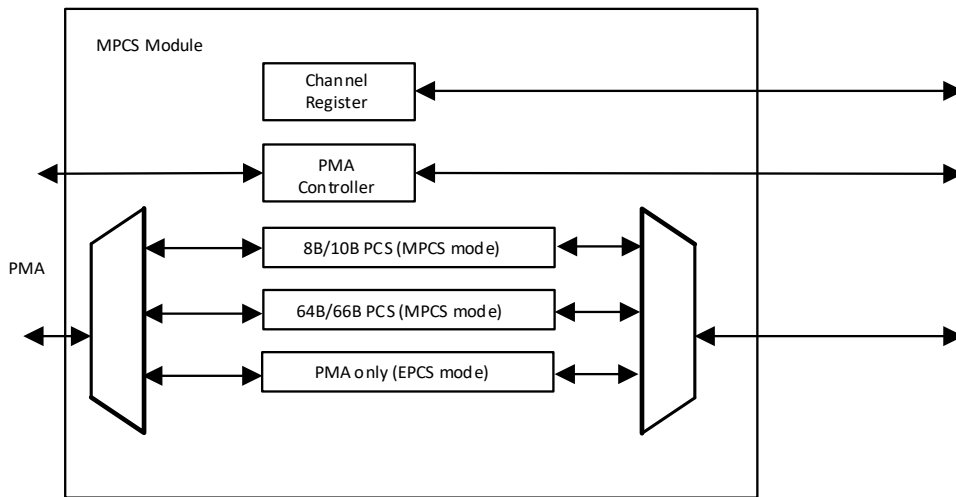 MPCS Module
Channel
Register
PMA
Controller
8B/10B PCS (MPCS mode)
PMA
64B/66B PCS (MPCS mode)
PMA only (EPCS mode)